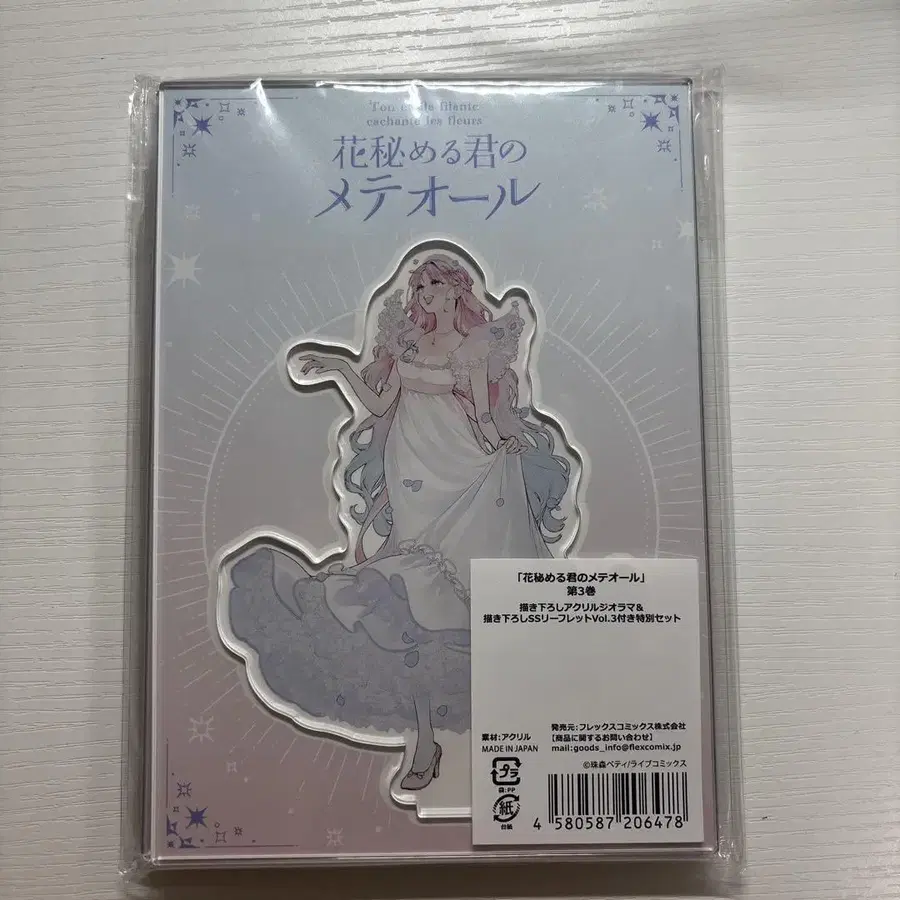 Ton étoile filante
cachante les fleurs
花秘める君の
メテオール
「花秘める君のメテオール」
第3巻
描き下ろしアクリルジオラマ&
描き下ろしSSリーフレットVol.3付き特別セット
発売元:フレックスコミックス株式会社
素材:アクリル 【商品に関するお問い合わせ】
MADE IN JAPAN mail:goods_info@flexcomix.jp
©珠森ベティ/ライブコミックス
プラ
袋:PP
紙
台紙
4 580587 206478